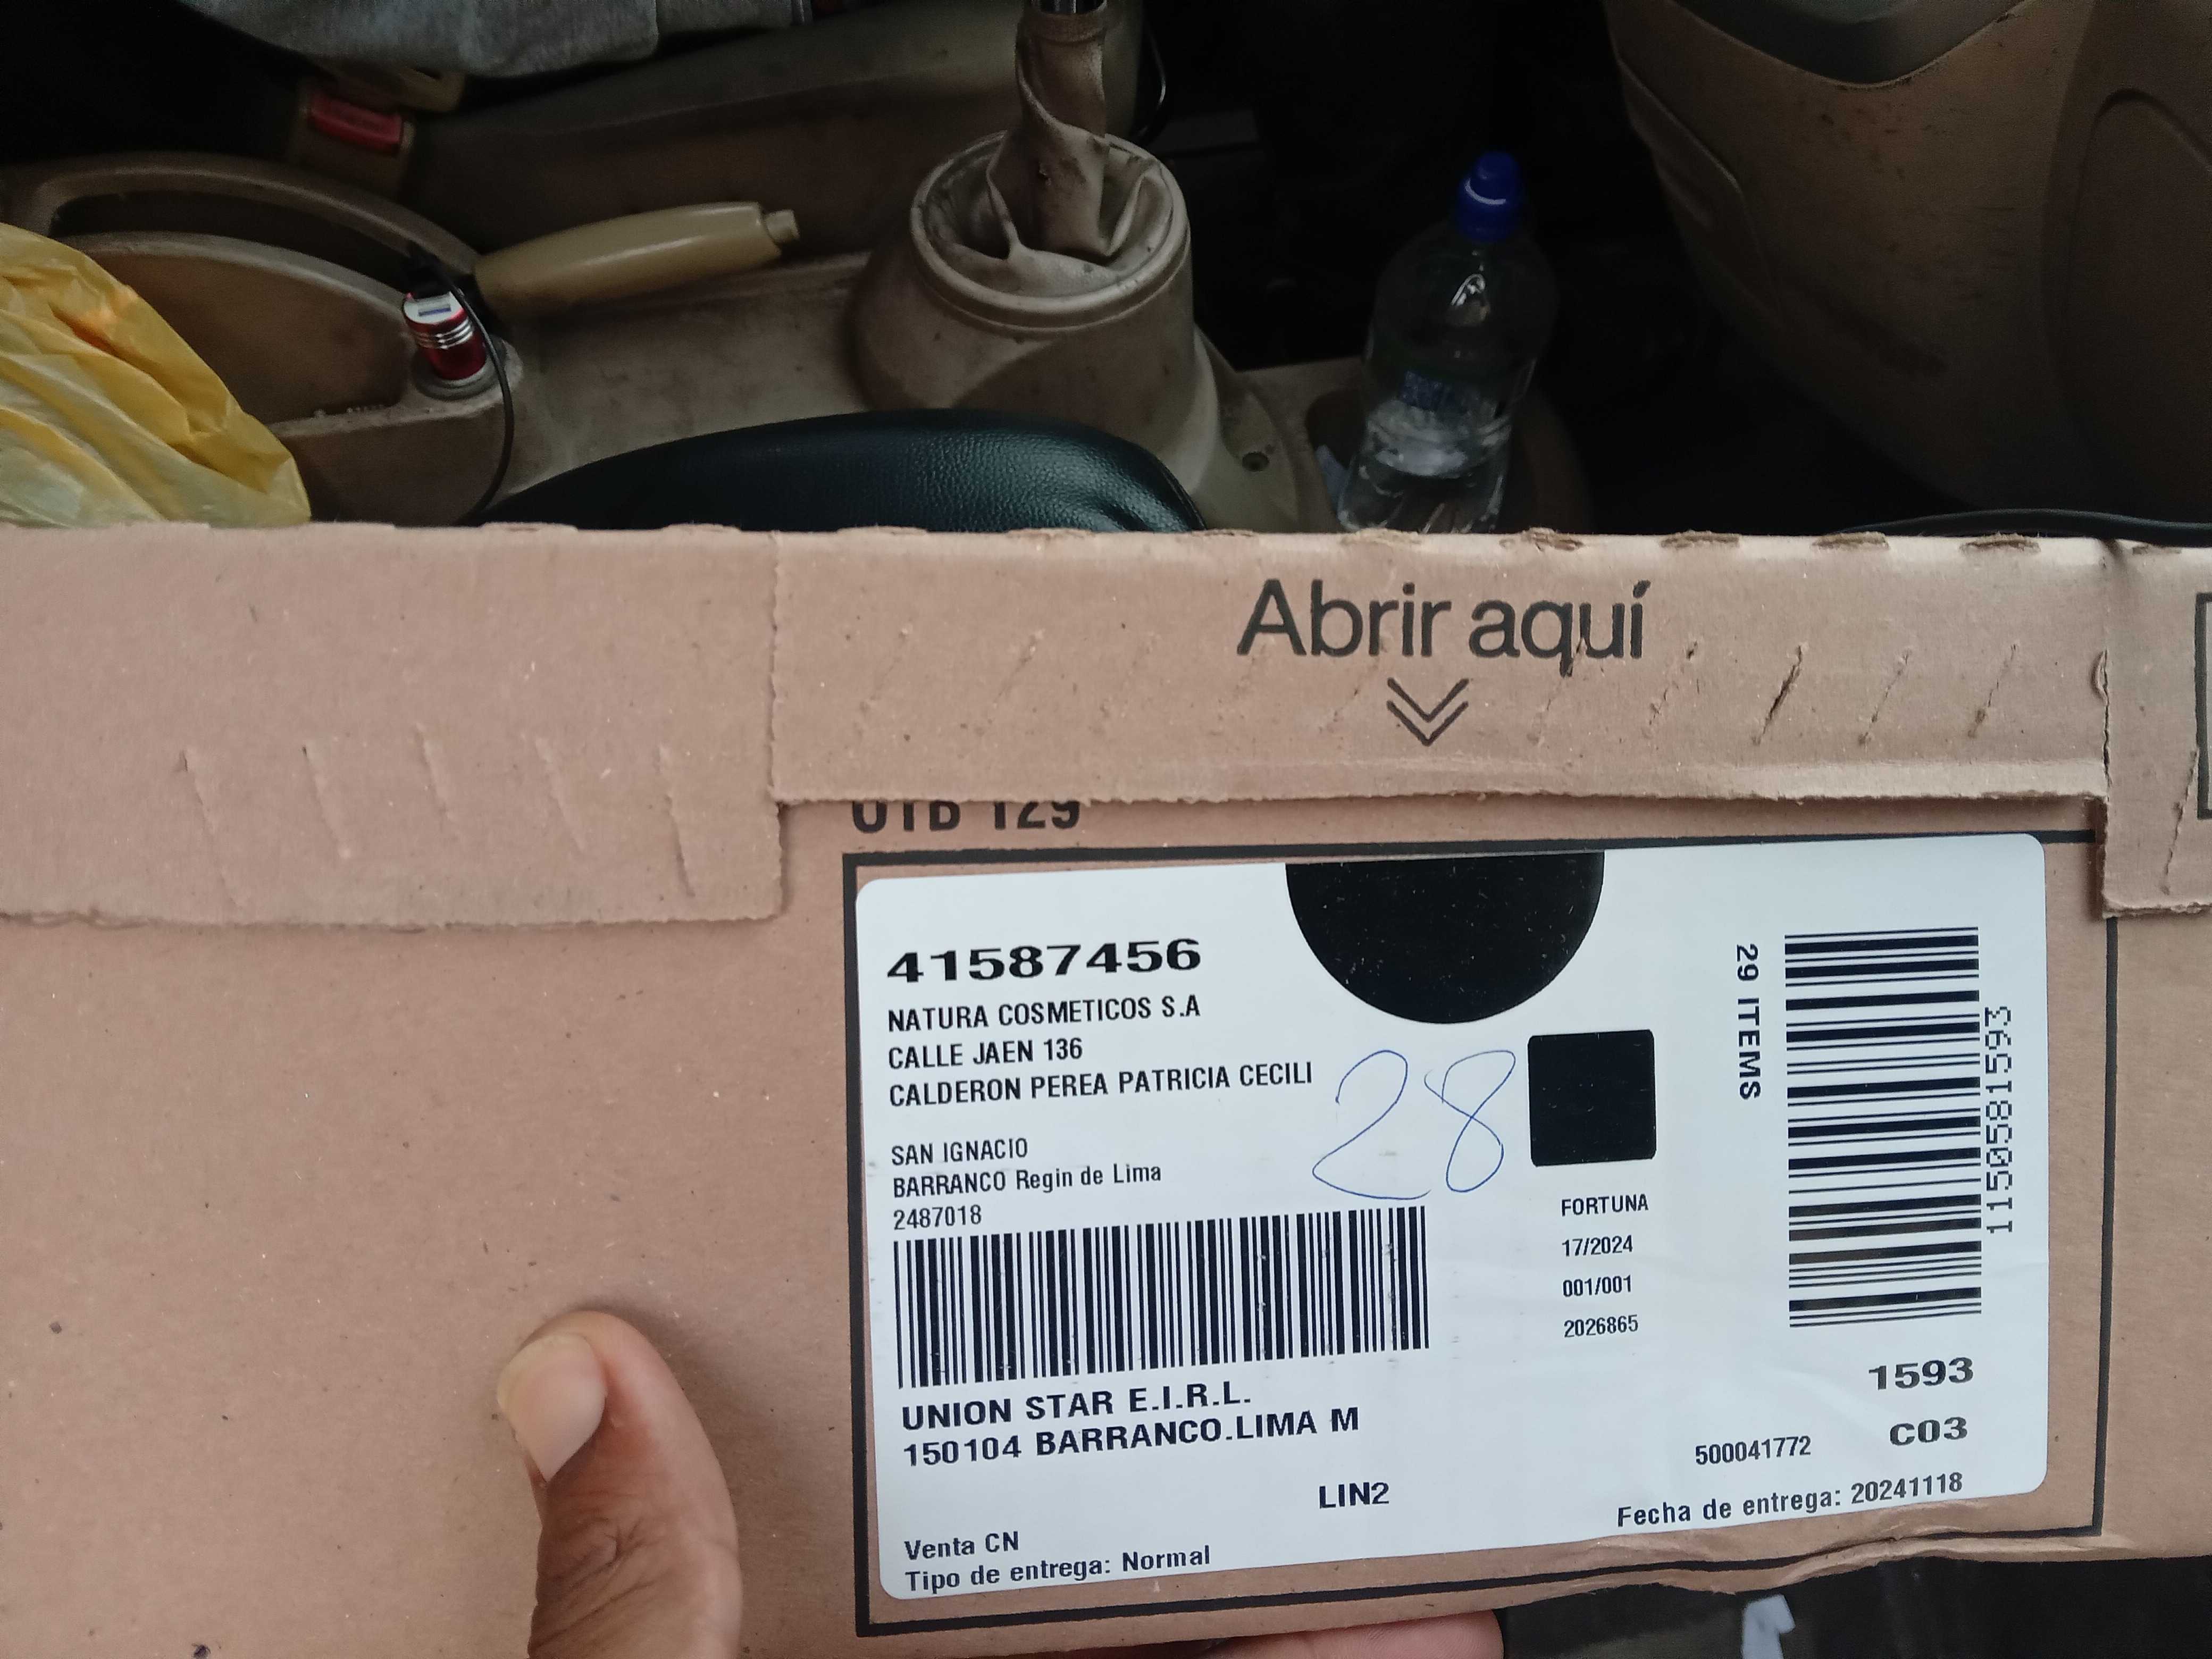 Abrir aquí
UTB 129
41587456
NATURA COSMETICOS S.A
CALLE JAEN 136
CALDERON PEREA PATRICIA CECILI
28
SAN IGNACIO
BARRANCO Regin de Lima
2487018
29 ITEMS
1150581593
FORTUNA
17/2024
001/001
2026865
UNION STAR E.I.R.L.
150104 BARRANCO.LIMA M
1593
C03
500041772
LIN2
Fecha de entrega: 20241118
Venta CN
Tipo de entrega: Normal